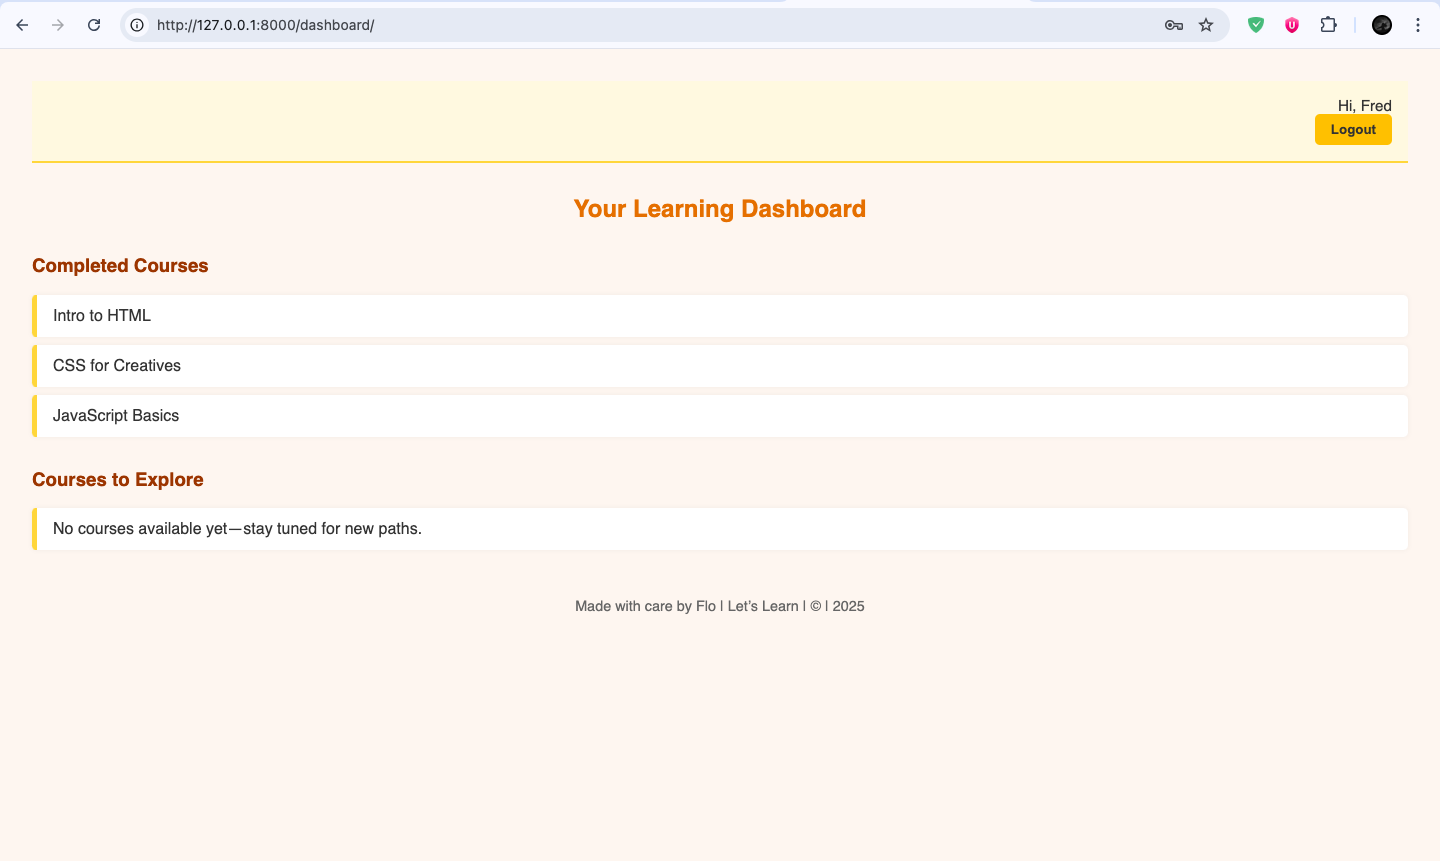 http://127.0.0.1:8000/dashboard/
Hi, Fred
Logout
Your Learning Dashboard
Completed Courses
Intro to HTML
CSS for Creatives
JavaScript Basics
Courses to Explore
No courses available yet—stay tuned for new paths.
Made with care by Flo | Let’s Learn | © | 2025